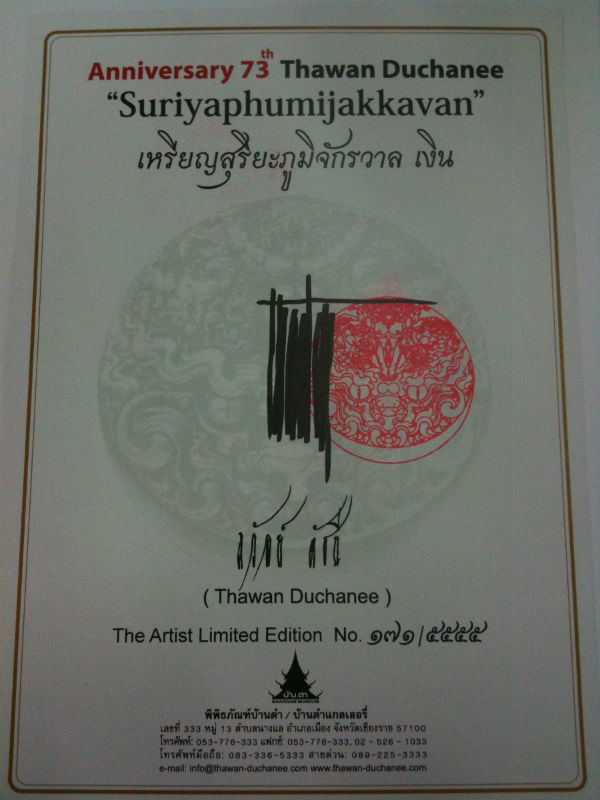 Anniversary 73th Thawan Duchanee
“Suriyaphumijakkavan”
เหรียญสุริยะภูมิจักรวาล เงิน
( Thawan Duchanee )
The Artist Limited Edition No. ๑๗๑/๕๕๕๕
บ้านดำ
BAANDAM MUSEUM
พิพิธภัณฑ์บ้านดำ / บ้านดำแกลเลอรี่
เลขที่ 333 หมู่ 13 ตำบลนางแล อำเภอเมือง จังหวัดเชียงราย 57100
โทรศัพท์: 053-776-333 แฟกซ์: 053-776-333, 02 - 526 - 1033
โทรศัพท์มือถือ: 083-336-5333 สายด่วน: 089-225-3333
e-mail: info@thawan-duchanee.com www.thawan-duchanee.com